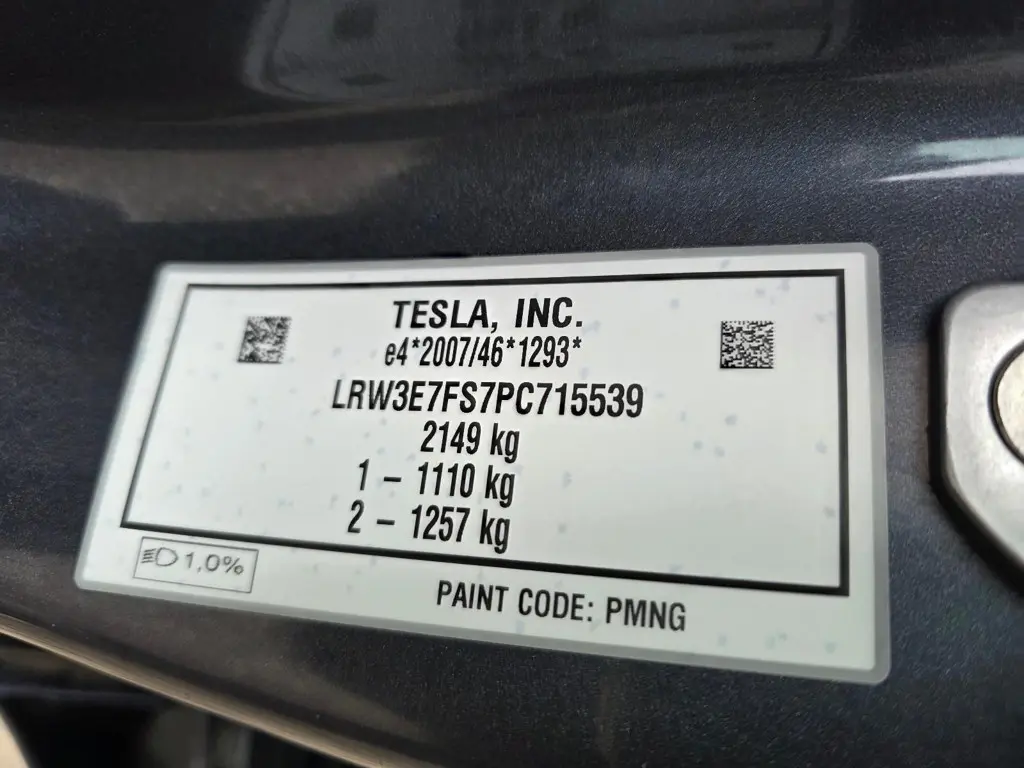 TESLA, INC.
e4*2007/46*1293*
LRW3E7FS7PC715539
2149 kg
1 – 1110 kg
2 – 1257 kg
1,0%
PAINT CODE: PMNG